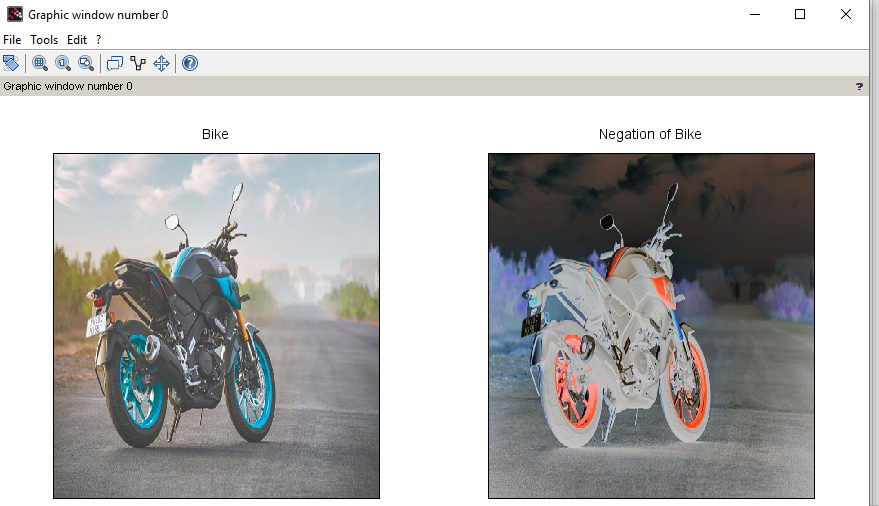 Graphic window number 0
File Tools Edit ?
?
Graphic window number 0 ?
Bike
Negation of Bike